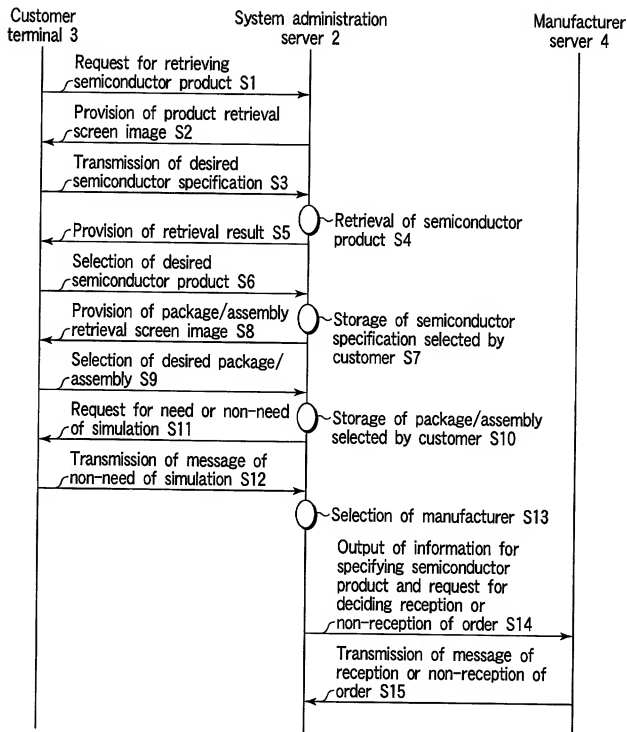 Customer
terminal 3
System administration
server 2
Manufacturer
server 4
Request for retrieving
semiconductor product S1
Provision of product retrieval
screen image S2
Transmission of desired
semiconductor specification S3
Retrieval of semiconductor
product S4
Provision of retrieval result S5
Selection of desired
semiconductor product S6
Storage of semiconductor
specification selected by
customer S7
Provision of package/assembly
retrieval screen image S8
Selection of desired package/
assembly S9
Storage of package/assembly
selected by customer S10
Request for need or non-need
of simulation S11
Transmission of message of
non-need of simulation S12
Selection of manufacturer S13
Output of information for
specifying semiconductor
product and request for
deciding reception or
non-reception of order S14
Transmission of message of
reception or non-reception of
order S15